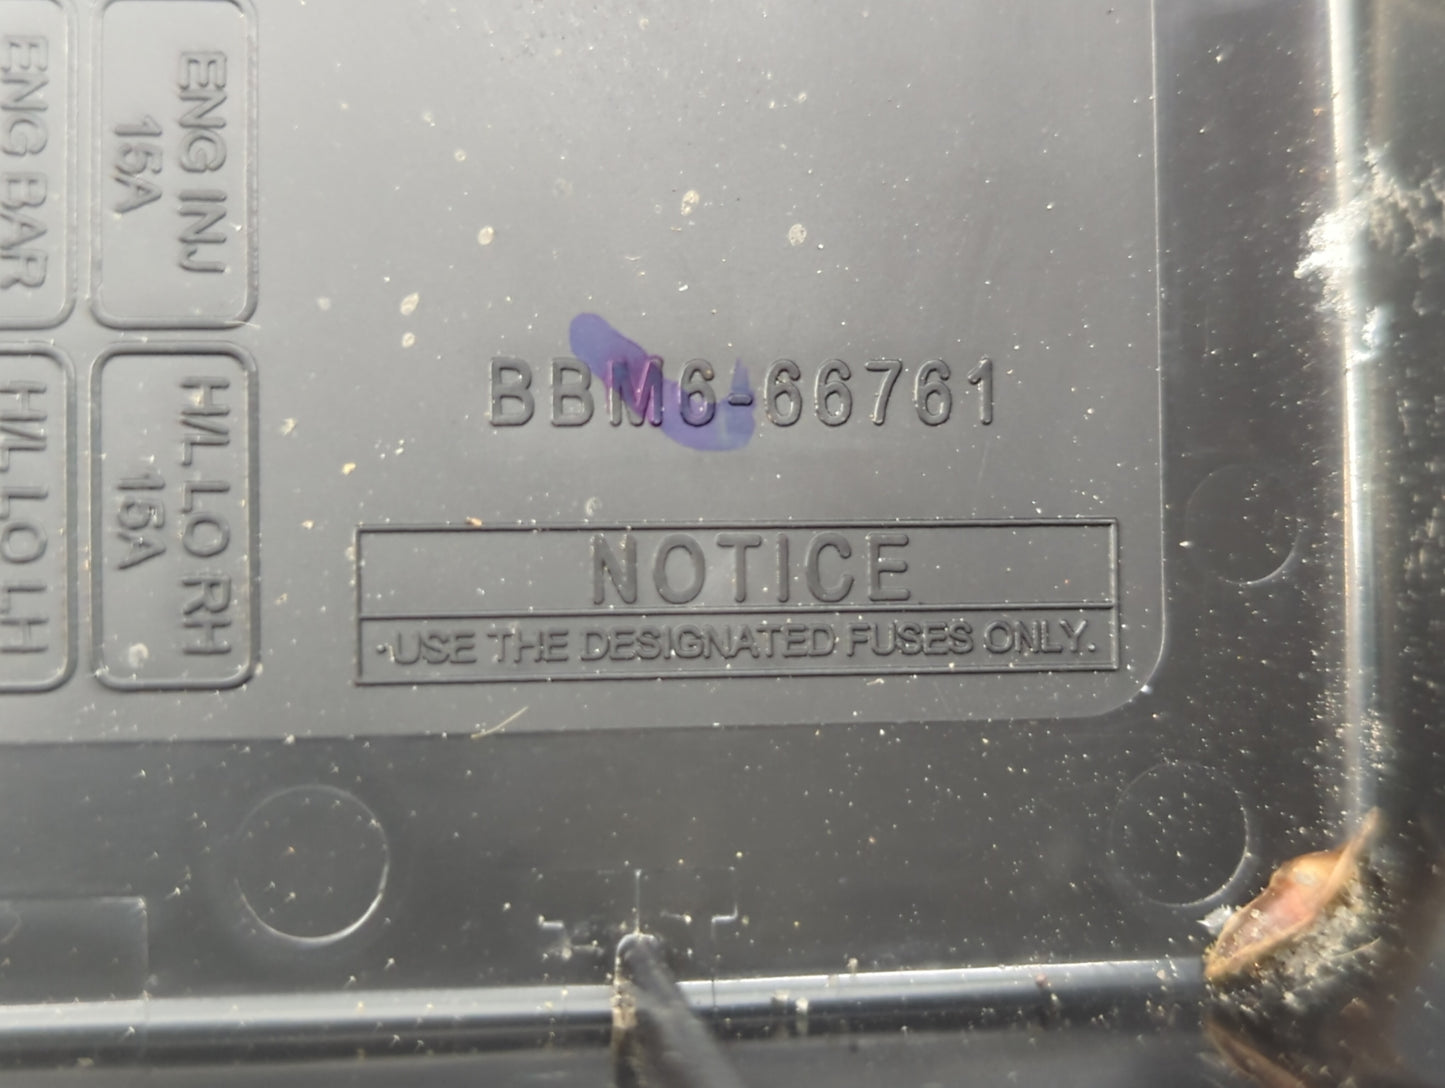 ENG BAR
ENG INJ
15A
H/L LO LH
H/L LO RH
15A
BBM6-66761
NOTICE
·USE THE DESIGNATED FUSES ONLY.